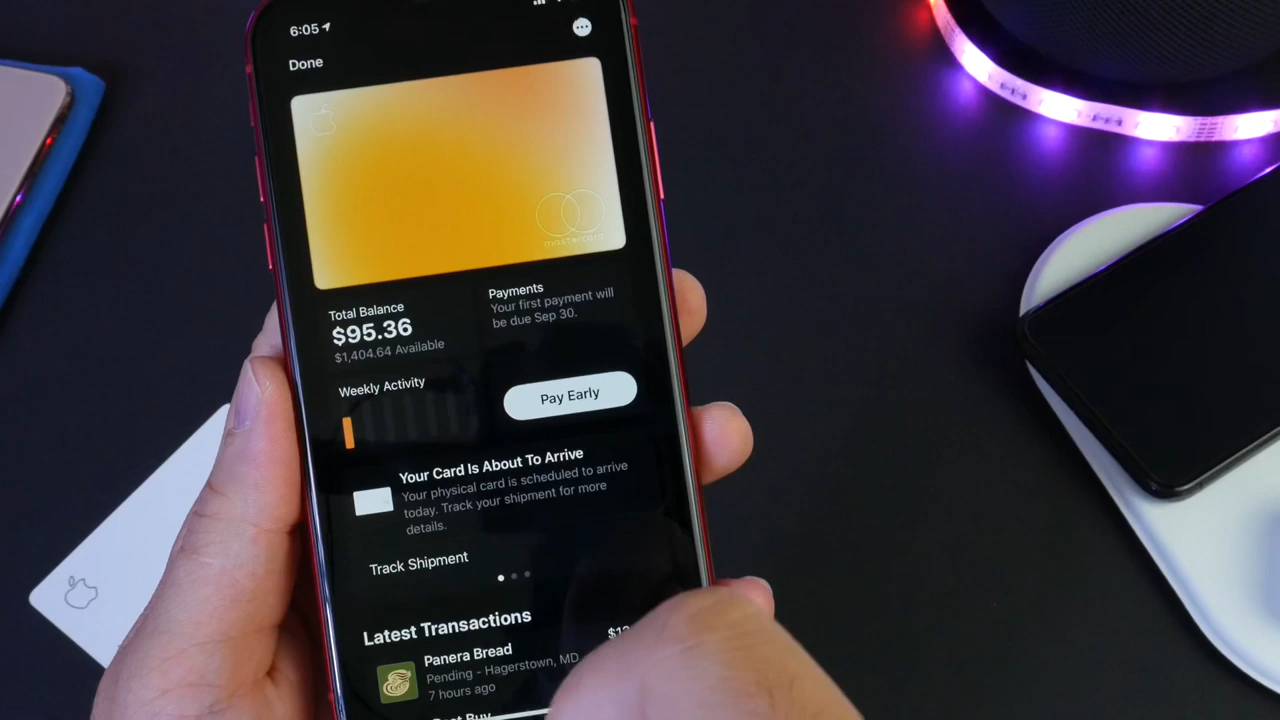 6:05
Done
mastercard
Total Balance
$95.36
$1,404.64 Available
Payments
Your first payment will
be due Sep 30.
Weekly Activity
Pay Early
Your Card Is About To Arrive
Your physical card is scheduled to arrive
today. Track your shipment for more
details.
Track Shipment
Latest Transactions
Panera Bread
Pending - Hagerstown, MD
7 hours ago
Best Buy